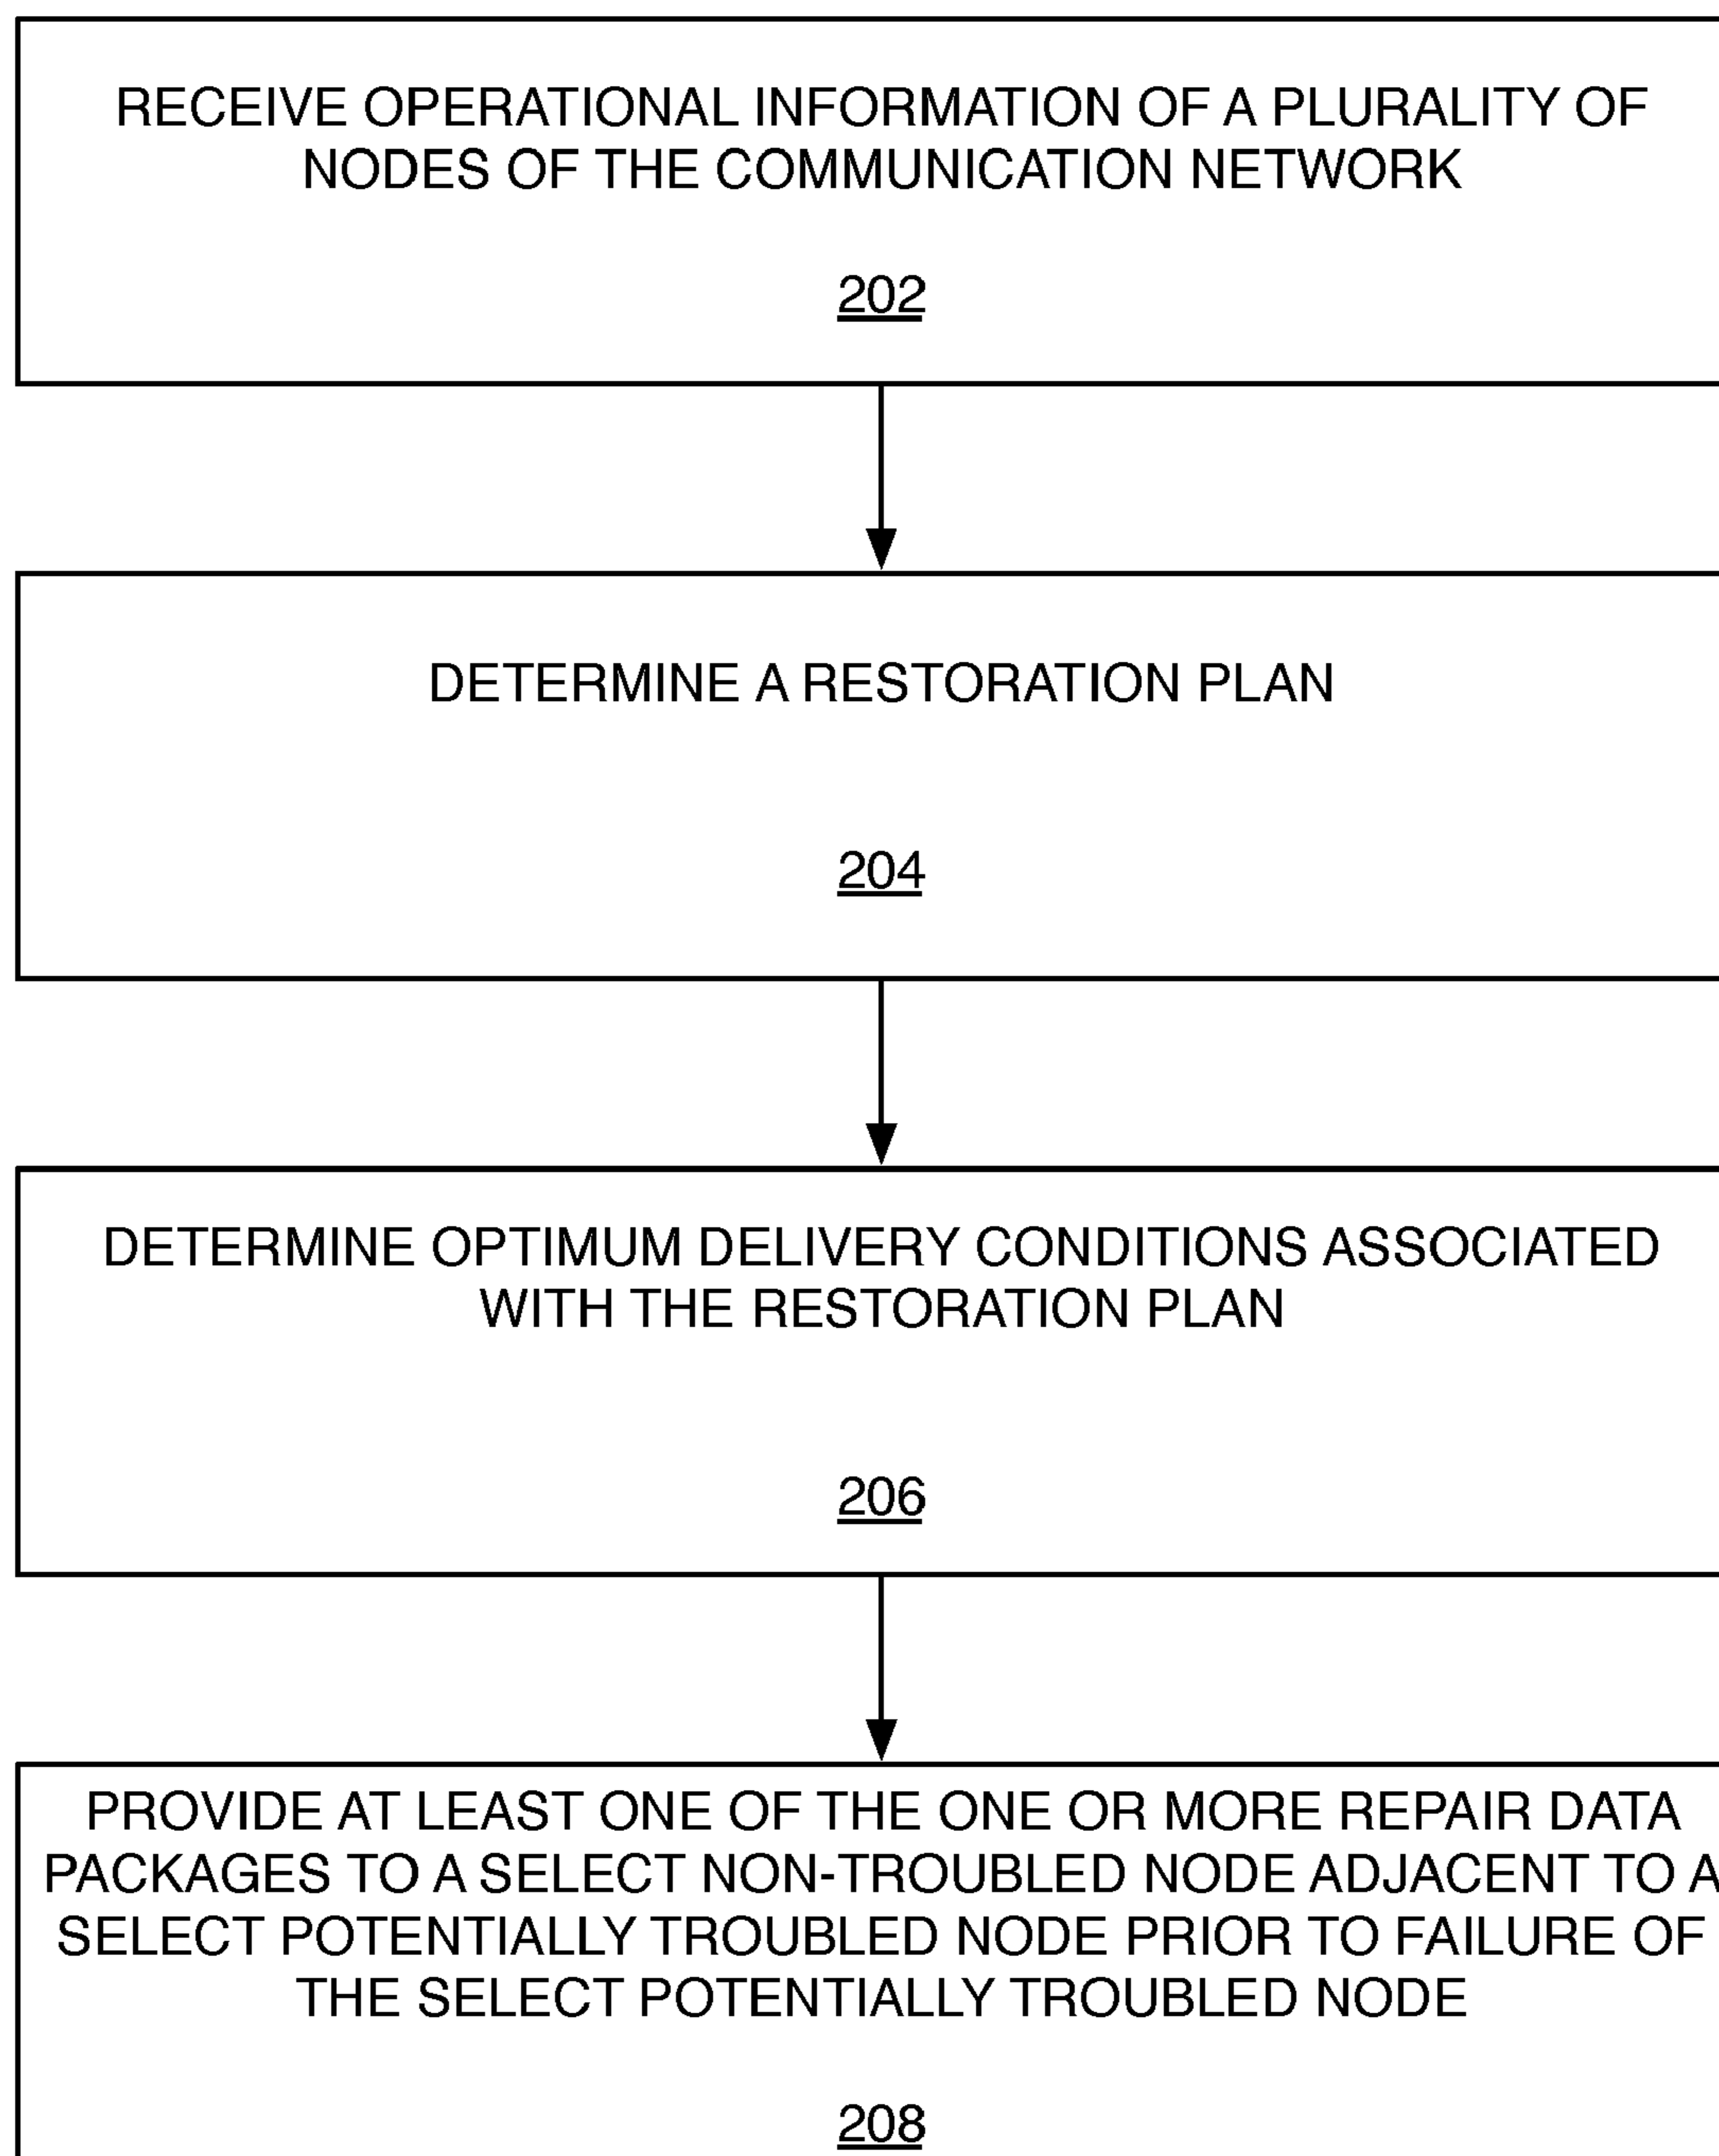 RECEIVE OPERATIONAL INFORMATION OF A PLURALITY OF
NODES OF THE COMMUNICATION NETWORK
202
DETERMINE A RESTORATION PLAN
204
DETERMINE OPTIMUM DELIVERY CONDITIONS ASSOCIATED
WITH THE RESTORATION PLAN
206
PROVIDE AT LEAST ONE OF THE ONE OR MORE REPAIR DATA
PACKAGES TO A SELECT NON-TROUBLED NODE ADJACENT TO A
SELECT POTENTIALLY TROUBLED NODE PRIOR TO FAILURE OF
THE SELECT POTENTIALLY TROUBLED NODE
208